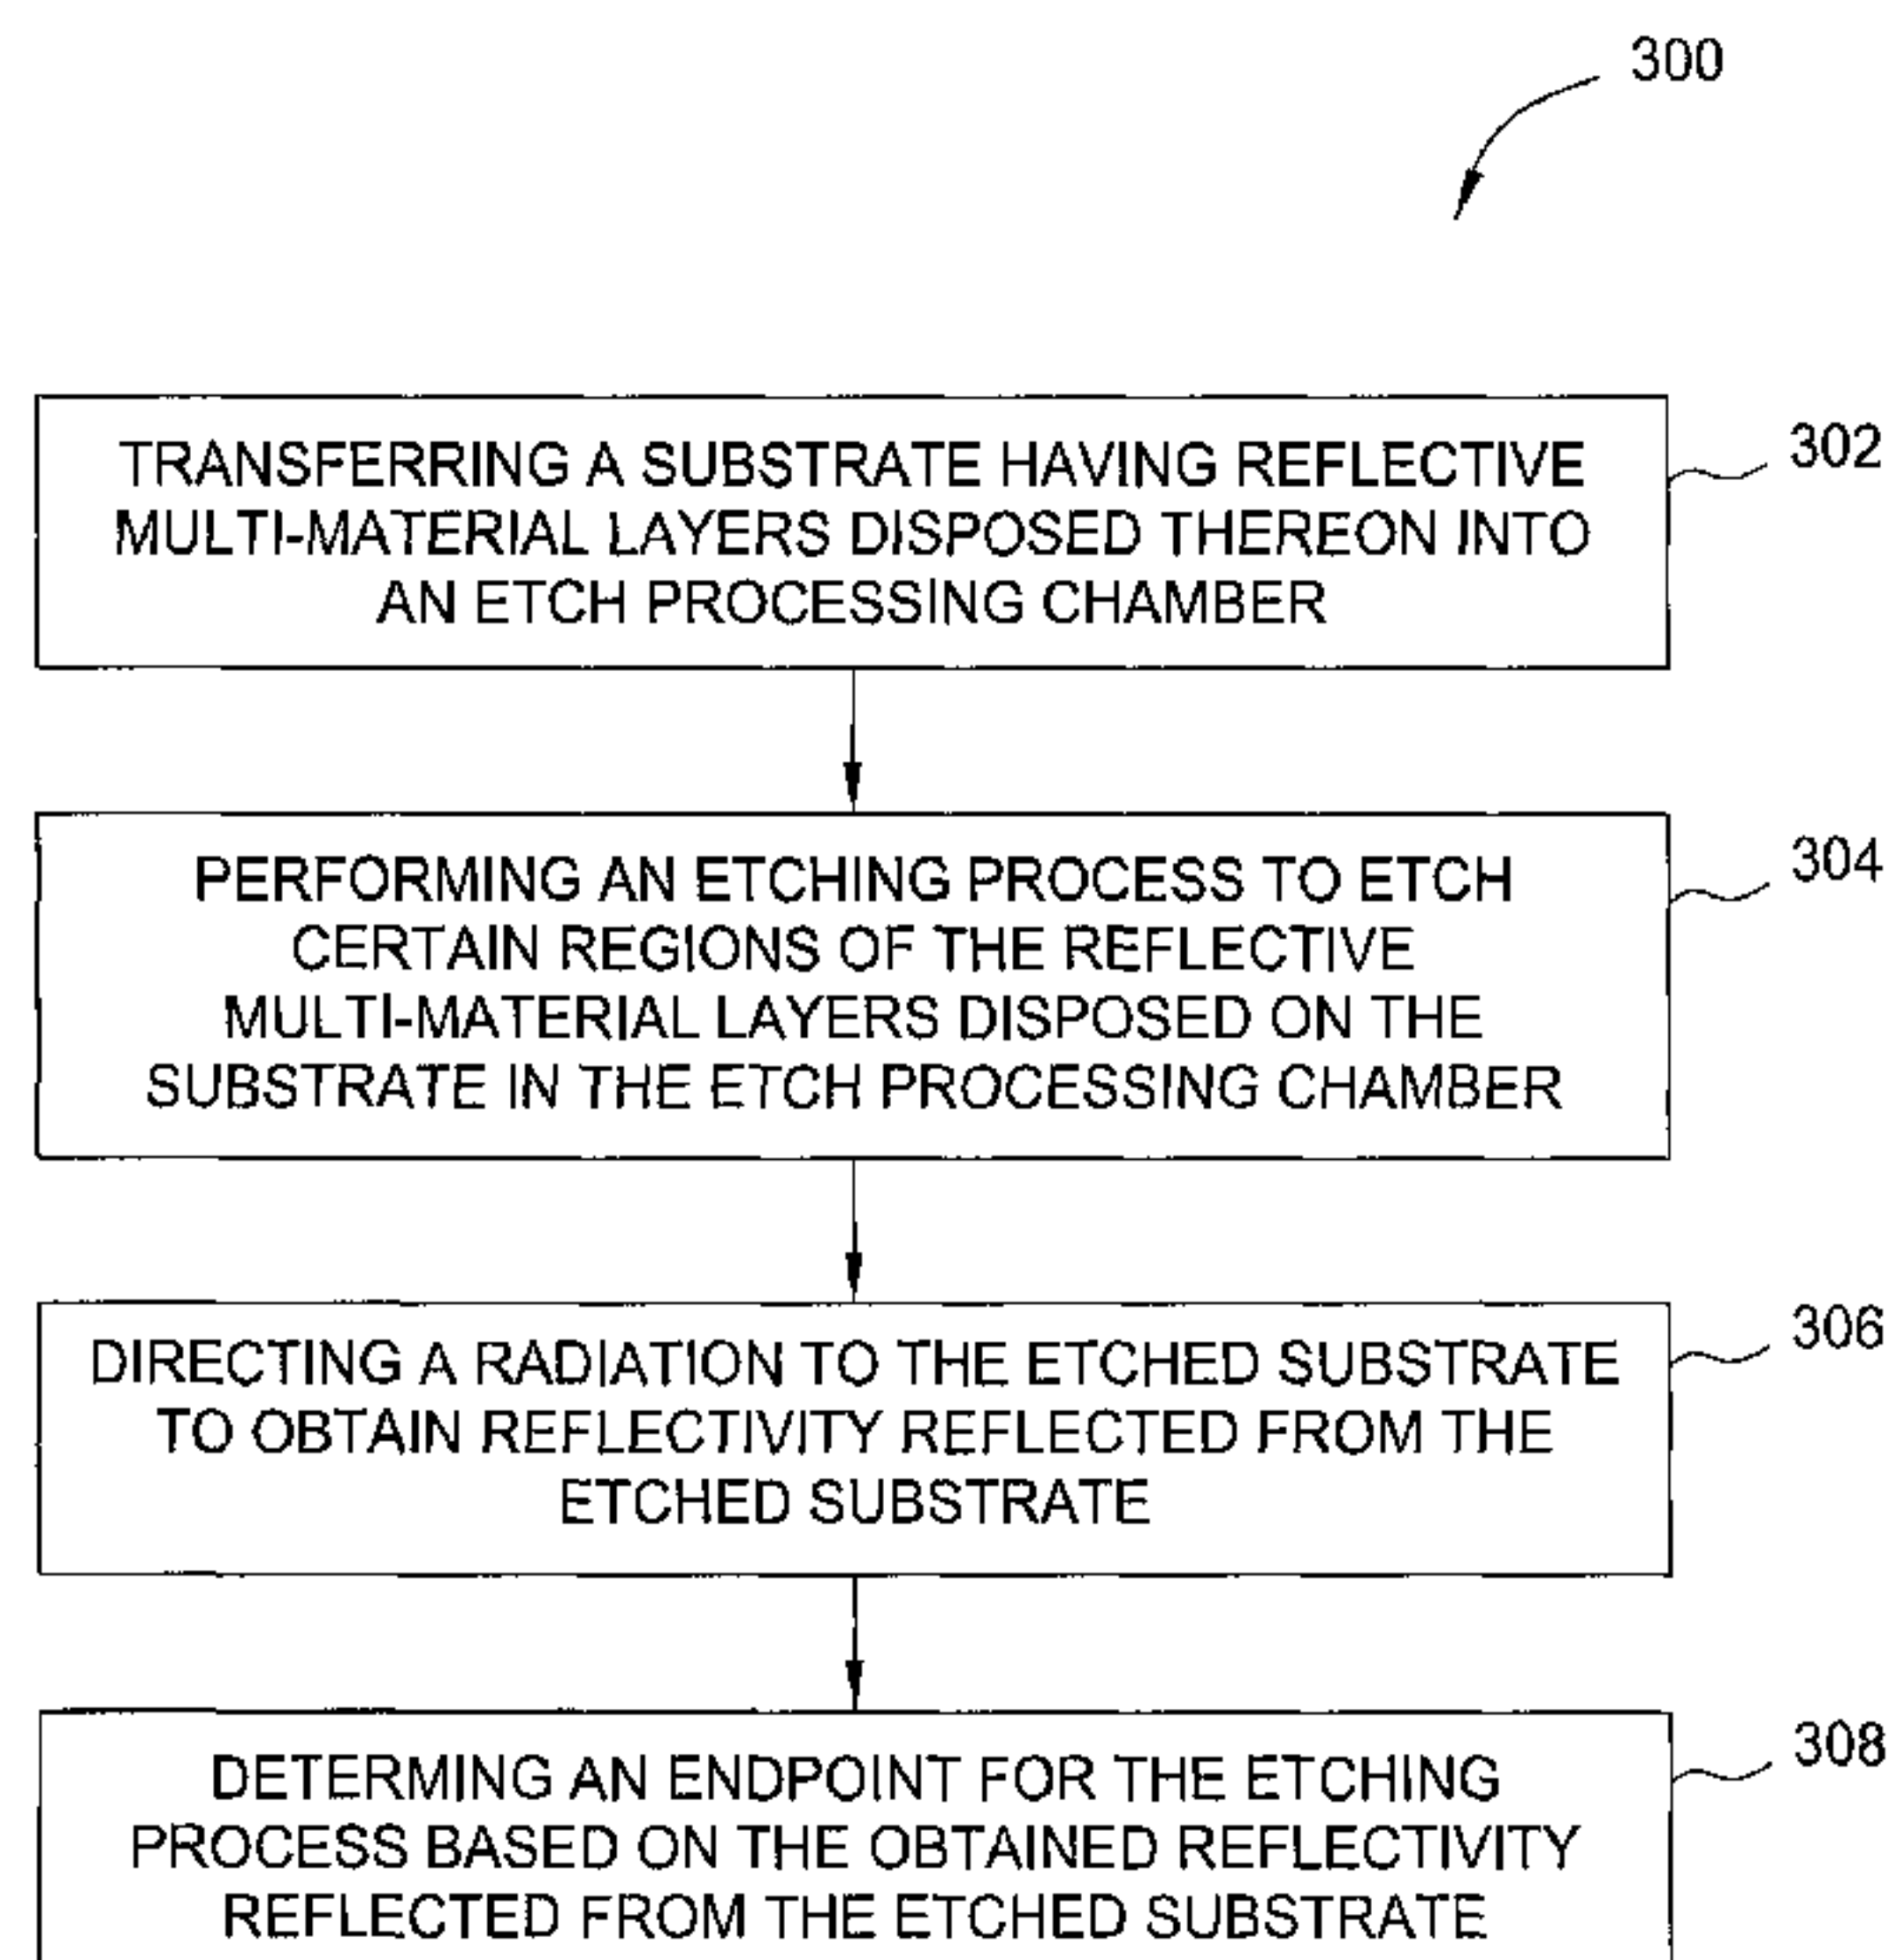 300
TRANSFERRING A SUBSTRATE HAVING REFLECTIVE
MULTI-MATERIAL LAYERS DISPOSED THEREON INTO
AN ETCH PROCESSING CHAMBER
302
PERFORMING AN ETCHING PROCESS TO ETCH
CERTAIN REGIONS OF THE REFLECTIVE
MULTI-MATERIAL LAYERS DISPOSED ON THE
SUBSTRATE IN THE ETCH PROCESSING CHAMBER
304
DIRECTING A RADIATION TO THE ETCHED SUBSTRATE
TO OBTAIN REFLECTIVITY REFLECTED FROM THE
ETCHED SUBSTRATE
306
DETERMING AN ENDPOINT FOR THE ETCHING
PROCESS BASED ON THE OBTAINED REFLECTIVITY
REFLECTED FROM THE ETCHED SUBSTRATE
308